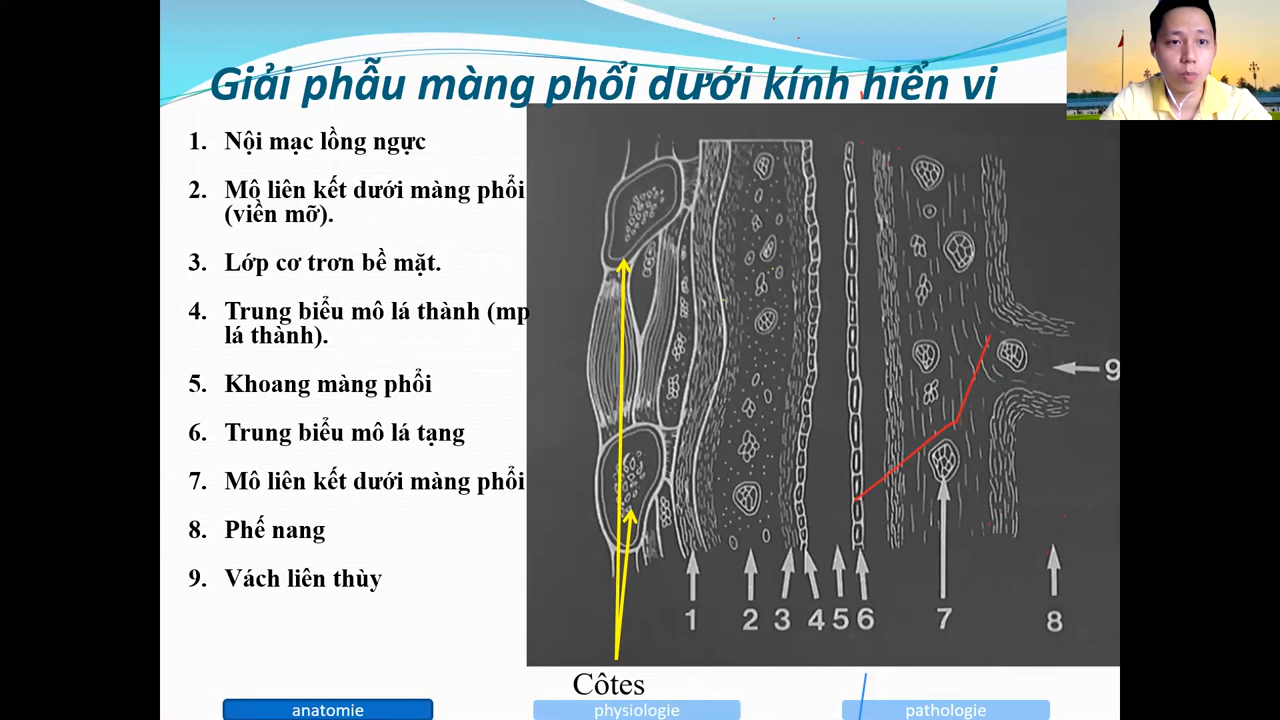 Giải phẫu màng phổi dưới kính hiển vi
1. Nội mạc lồng ngực
2. Mô liên kết dưới màng phổi
(viền mỡ).
3. Lớp cơ trơn bề mặt.
4. Trung biểu mô lá thành (mp
lá thành).
5. Khoang màng phổi
6. Trung biểu mô lá tạng
7. Mô liên kết dưới màng phổi
8. Phế nang
9. Vách liên thùy
9
1 2 3 4 5 6 7 8
Côtes
anatomie physiologie pathologie